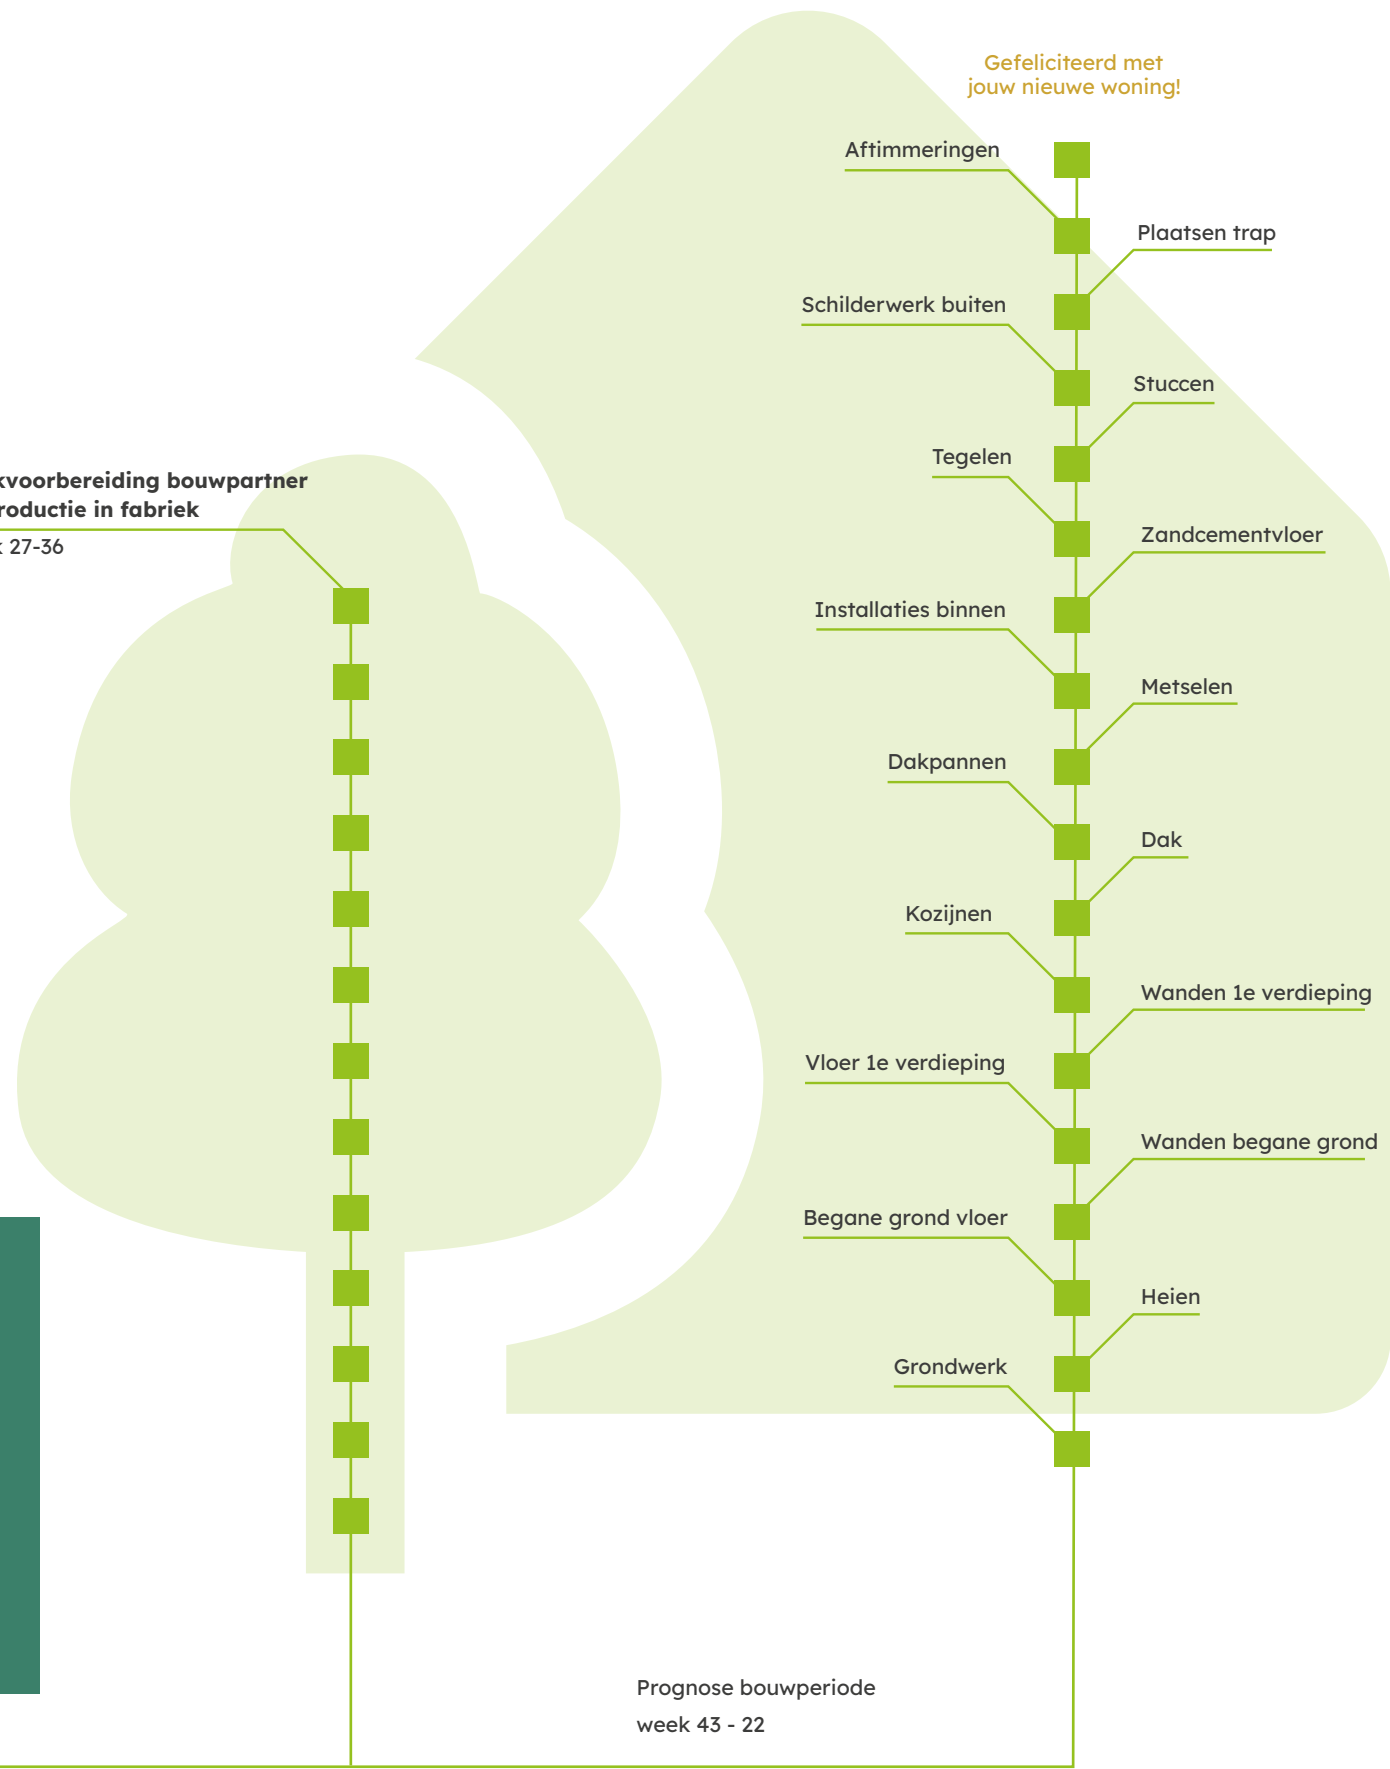 Gefeliciteerd met
jouw nieuwe woning!
Aftimmeringen
Plaatsen trap
Schilderwerk buiten
Stuccen
Tegelen
Zandcementvloer
Installaties binnen
Metselen
Dakpannen
Dak
Kozijnen
Wanden 1e verdieping
Vloer 1e verdieping
Wanden begane grond
Begane grond vloer
Heien
Grondwerk
kvoorbereiding bouwpartner
roductie in fabriek
k 27-36
Prognose bouwperiode
week 43 - 22